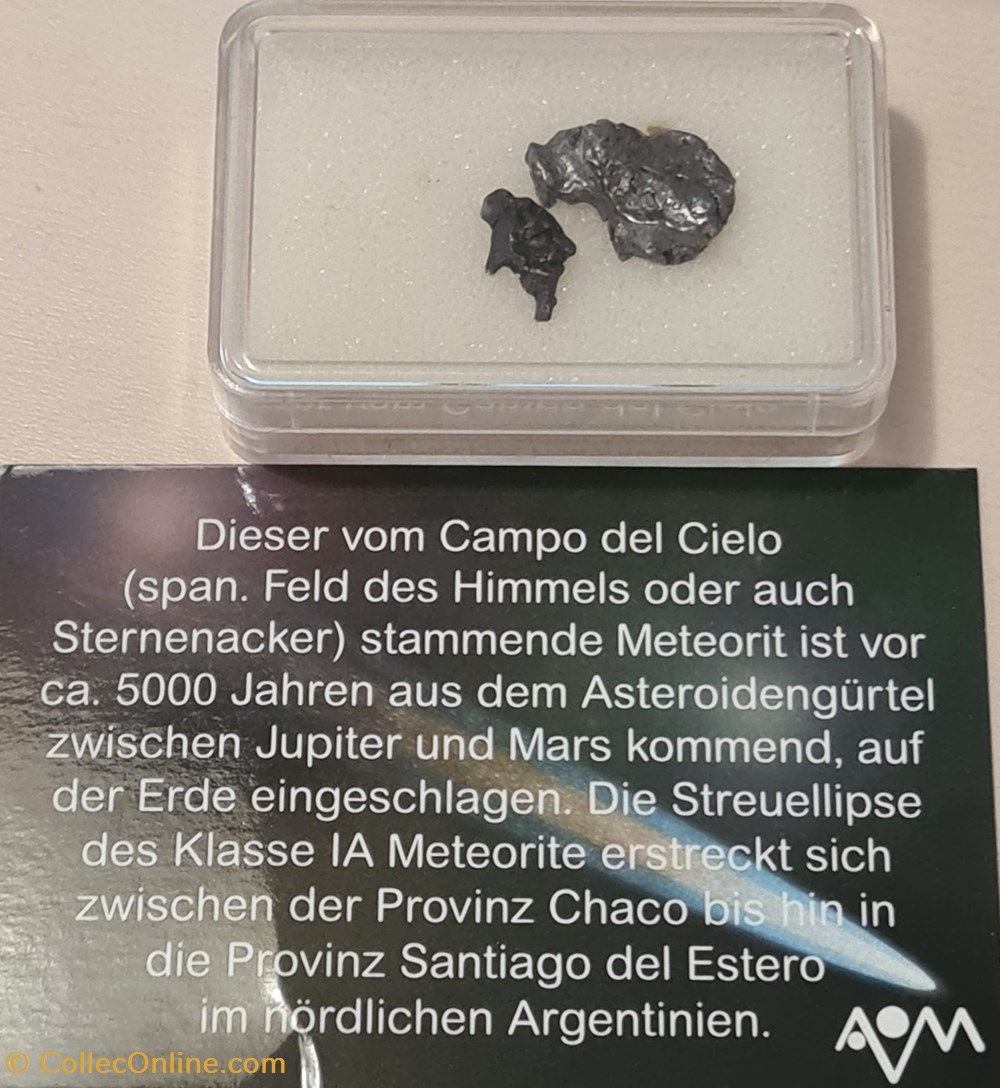 Dieser vom Campo del Cielo
(span. Feld des Himmels oder auch
Sternenacker) stammende Meteorit ist vor
ca. 5000 Jahren aus dem Asteroidengürtel
zwischen Jupiter und Mars kommend, auf
der Erde eingeschlagen. Die Streuellipse
des Klasse IA Meteorite erstreckt sich
zwischen der Provinz Chaco bis hin in
die Provinz Santiago del Estero
im nördlichen Argentinien.
© CollecOnline.com